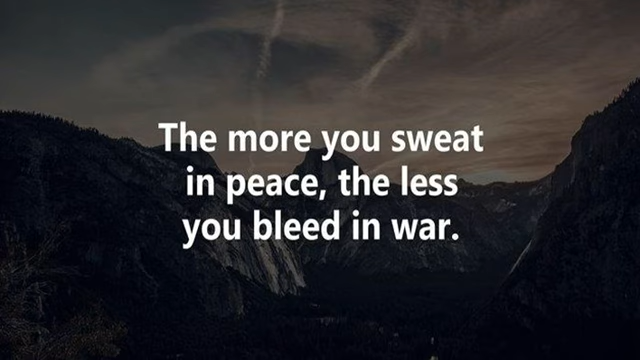 The more you sweat
in peace, the less
you bleed in war.